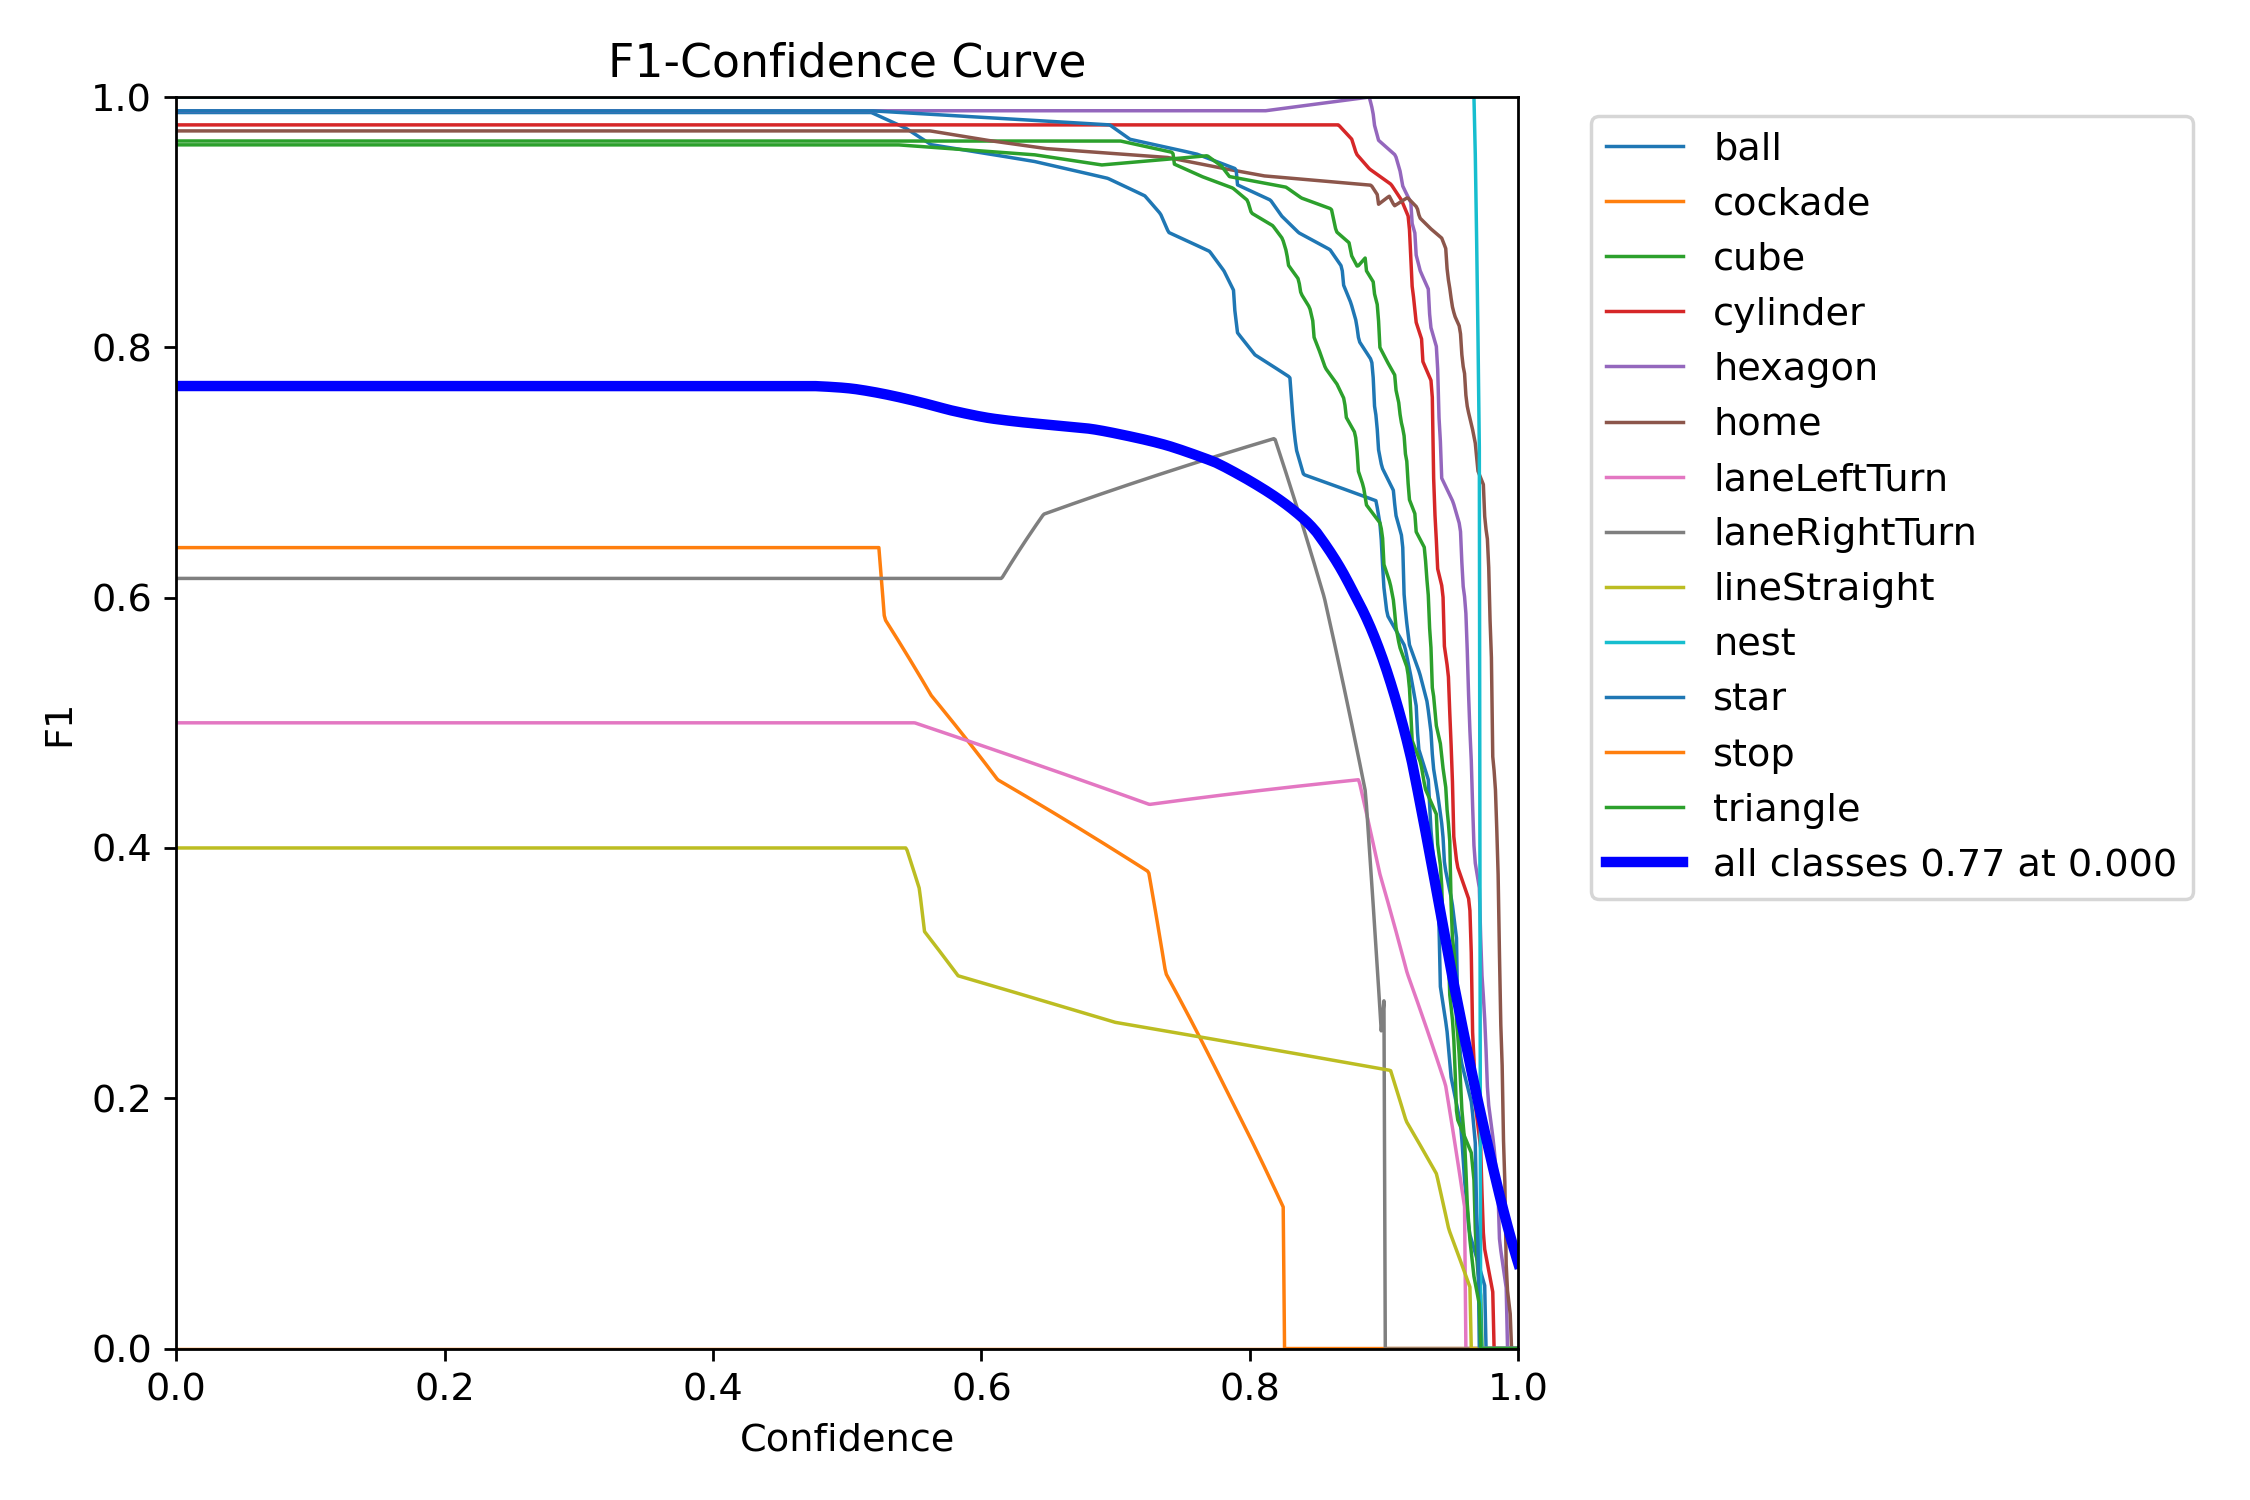 F1-Confidence Curve
1.0
0.8
0.6
0.4
0.2
0.0
F1
0.0 0.2 0.4 0.6 0.8 1.0
Confidence
ball
cockade
cube
cylinder
hexagon
home
laneLeftTurn
laneRightTurn
lineStraight
nest
star
stop
triangle
all classes 0.77 at 0.000